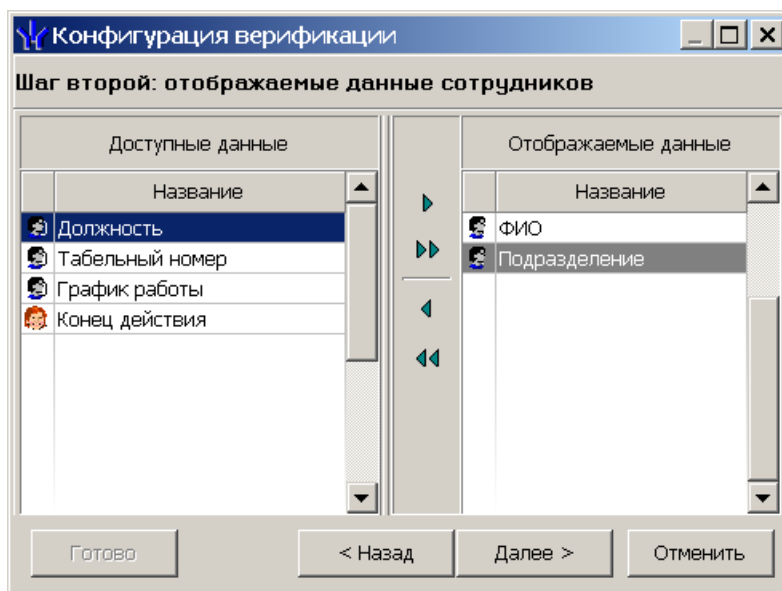 Конфигурация верификации
Шаг второй: отображаемые данные сотрудников
Доступные данные
Название
Должность
Табельный номер
График работы
Конец действия
Отображаемые данные
Название
ФИО
Подразделение
Готово
< Назад
Далее >
Отменить